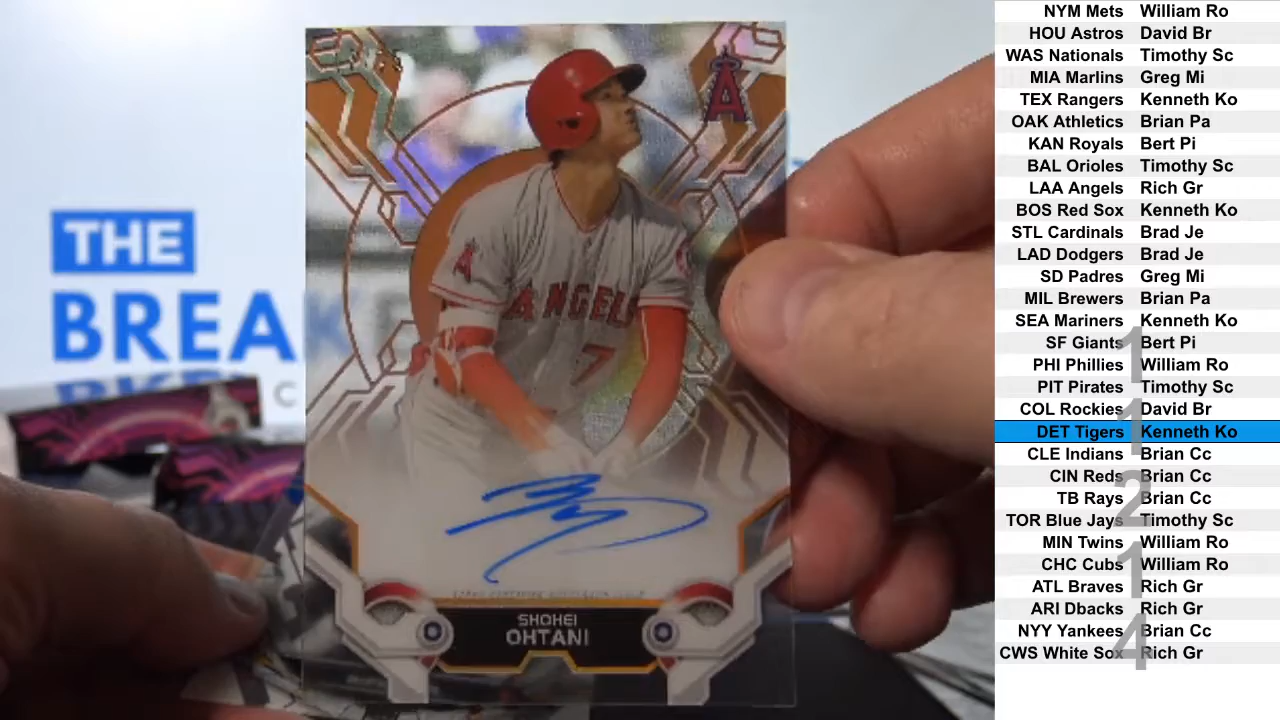 THE
BREA
C
A
A
ANGELS
7
SHOHEI
OHTANI
NYM Mets William Ro
HOU Astros David Br
WAS Nationals Timothy Sc
MIA Marlins Greg Mi
TEX Rangers Kenneth Ko
OAK Athletics Brian Pa
KAN Royals Bert Pi
BAL Orioles Timothy Sc
LAA Angels Rich Gr
BOS Red Sox Kenneth Ko
STL Cardinals Brad Je
LAD Dodgers Brad Je
SD Padres Greg Mi
MIL Brewers Brian Pa
SEA Mariners Kenneth Ko
SF Giants Bert Pi
PHI Phillies William Ro
PIT Pirates Timothy Sc
COL Rockies David Br
DET Tigers Kenneth Ko
CLE Indians Brian Cc
CIN Reds Brian Cc
TB Rays Brian Cc
TOR Blue Jays Timothy Sc
MIN Twins William Ro
CHC Cubs William Ro
ATL Braves Rich Gr
ARI Dbacks Rich Gr
NYY Yankees Brian Cc
CWS White Sox Rich Gr
1
1
2
1
4